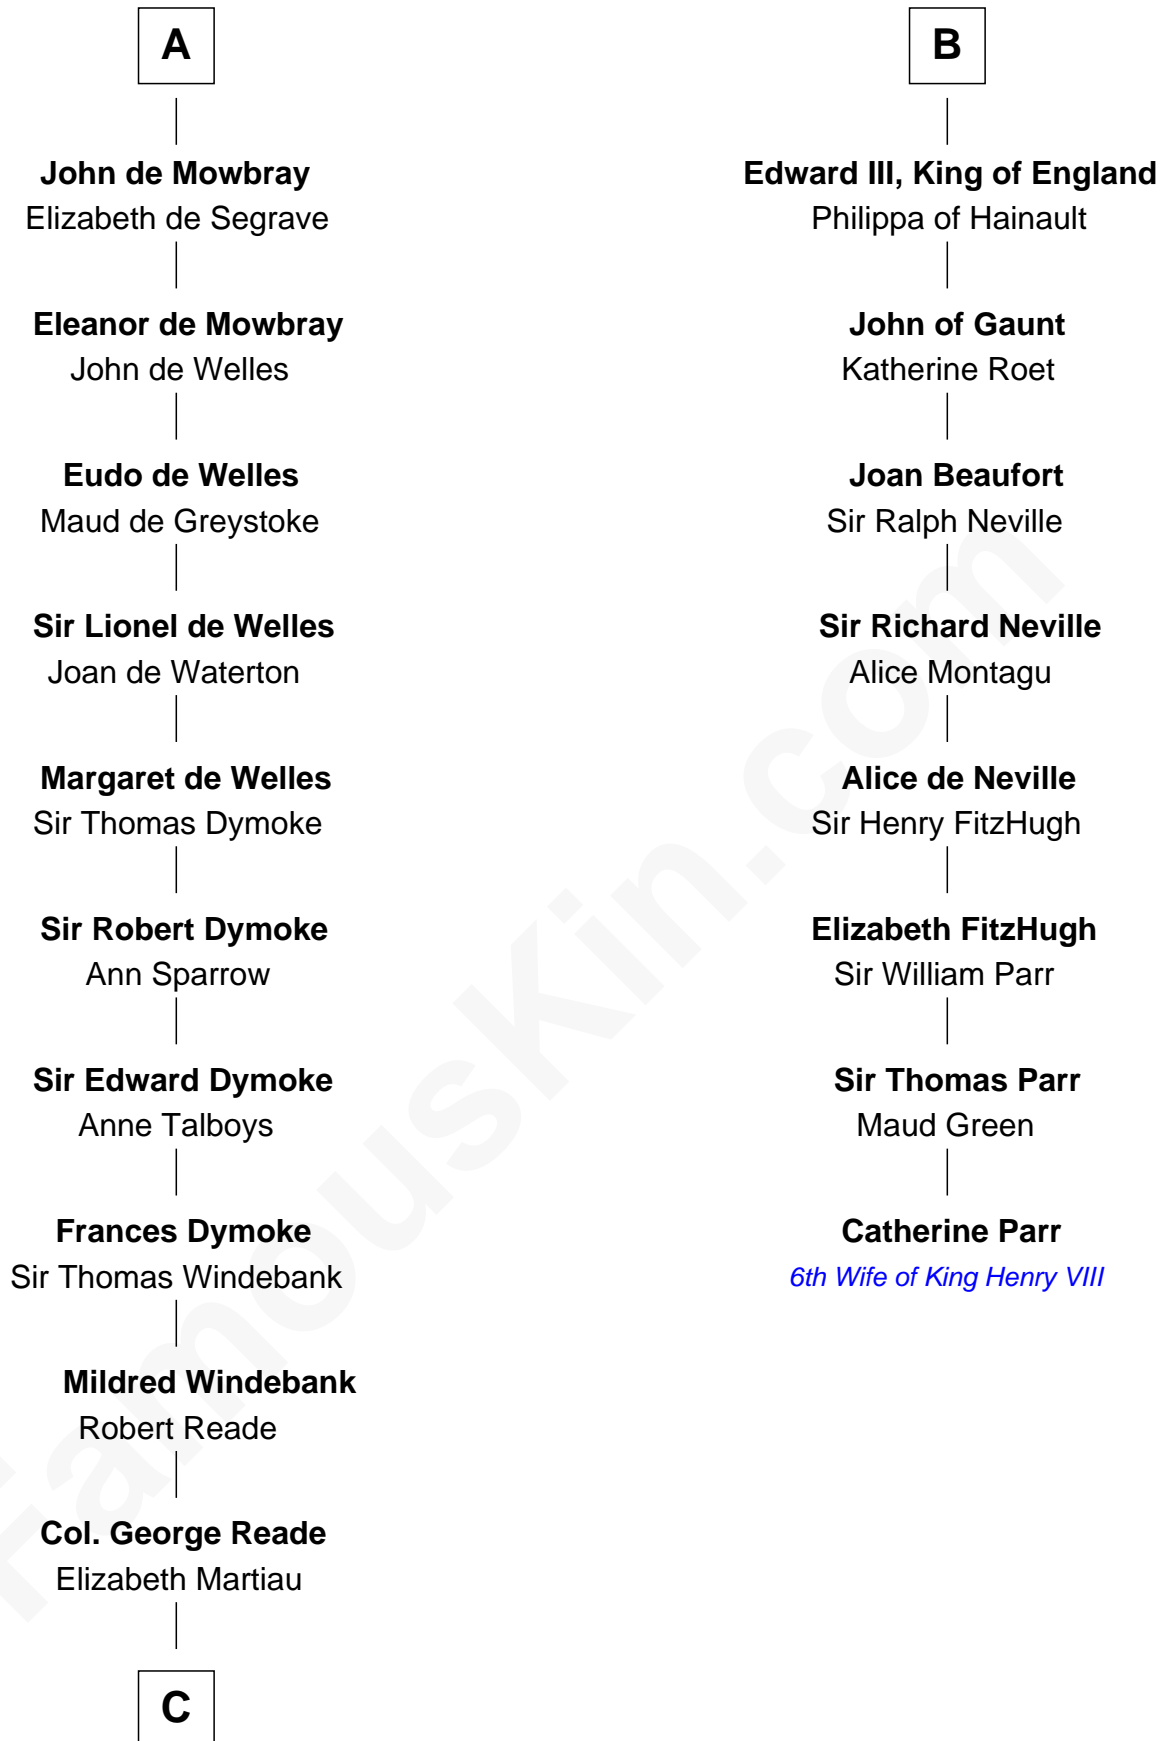 A
John de Mowbray
Elizabeth de Segrave
Eleanor de Mowbray
John de Welles
Eudo de Welles
Maud de Greystoke
Sir Lionel de Welles
Joan de Waterton
Margaret de Welles
Sir Thomas Dymoke
Sir Robert Dymoke
Ann Sparrow
Sir Edward Dymoke
Anne Talboys
Frances Dymoke
Sir Thomas Windebank
Mildred Windebank
Robert Reade
Col. George Reade
Elizabeth Martiau
C
B
Edward III, King of England
Philippa of Hainault
John of Gaunt
Katherine Roet
Joan Beaufort
Sir Ralph Neville
Sir Richard Neville
Alice Montagu
Alice de Neville
Sir Henry FitzHugh
Elizabeth FitzHugh
Sir William Parr
Sir Thomas Parr
Maud Green
Catherine Parr
6th Wife of King Henry VIII
FamousKin.com